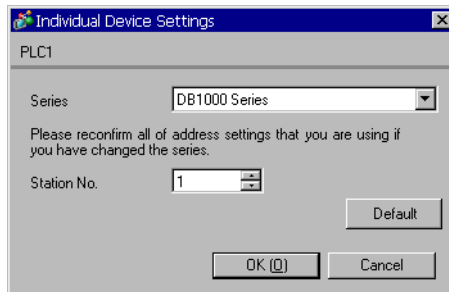 Individual Device Settings
PLC1
Series DB1000 Series
Please reconfirm all of address settings that you are using if
you have changed the series.
Station No. 1
Default
OK (O) Cancel